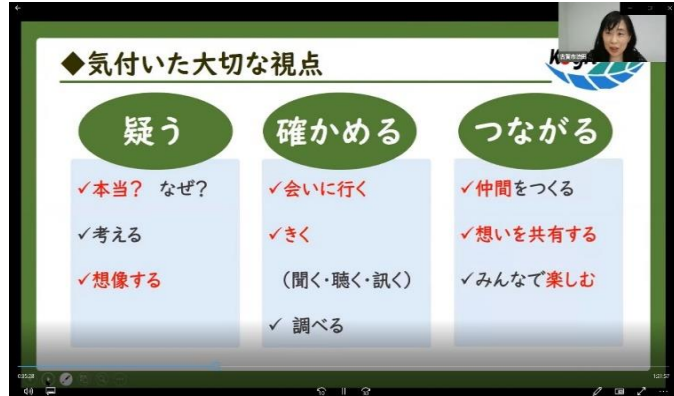 ◆気付いた大切な視点
疑う
✓本当? なぜ?
✓考える
✓想像する
確かめる
✓会いに行く
✓きく
(聞く・聴く・訊く)
✓ 調べる
つながる
✓仲間をつくる
✓想いを共有する
✓みんなで楽しむ